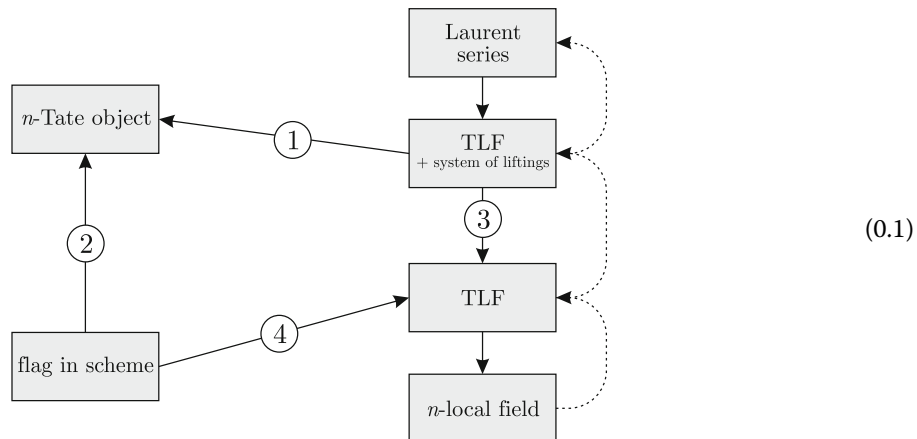 Laurent
series
n-Tate object
1
TLF
+ system of liftings
3
2
(0.1)
TLF
4
flag in scheme
n-local field